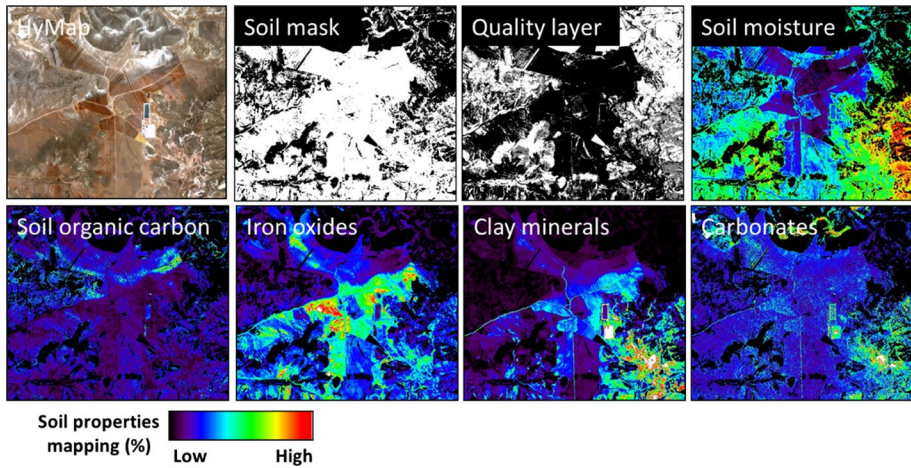 HyMap
Soil mask
Quality layer
Soil moisture
Soil organic carbon
Iron oxides
Clay minerals
Carbonates
Soil properties
mapping (%)
Low
High